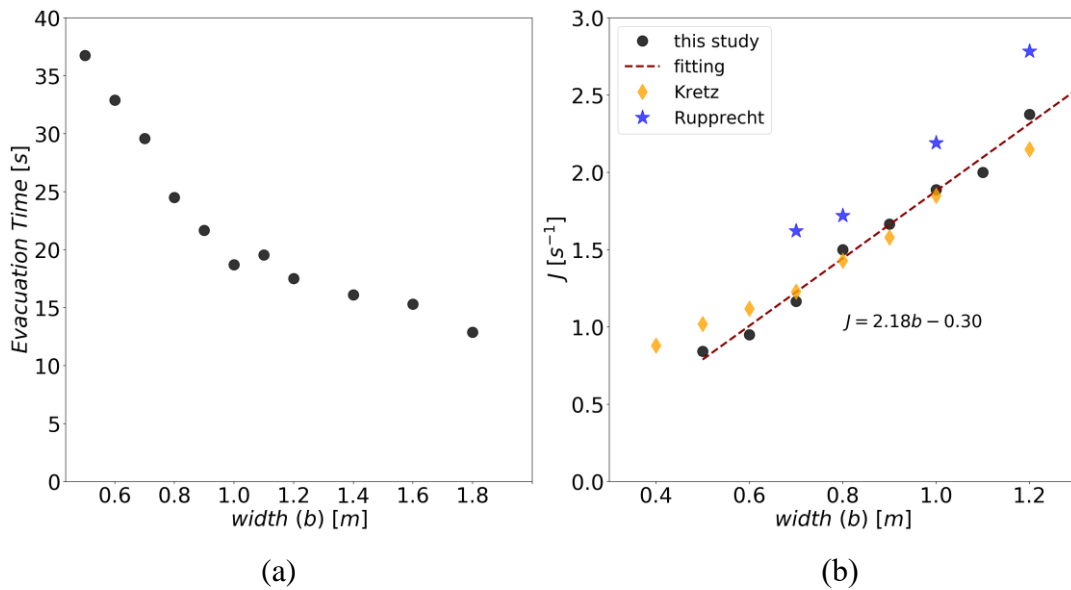 40
35
30
25
20
15
10
5
0
Evacuation Time [s]
0.6 0.8 1.0 1.2 1.4 1.6 1.8
width (b) [m]
(a)
3.0
2.5
2.0
1.5
1.0
0.5
0.0
J [s⁻¹]
this study
fitting
Kretz
Rupprecht
J = 2.18b − 0.30
0.4 0.6 0.8 1.0 1.2
width (b) [m]
(b)